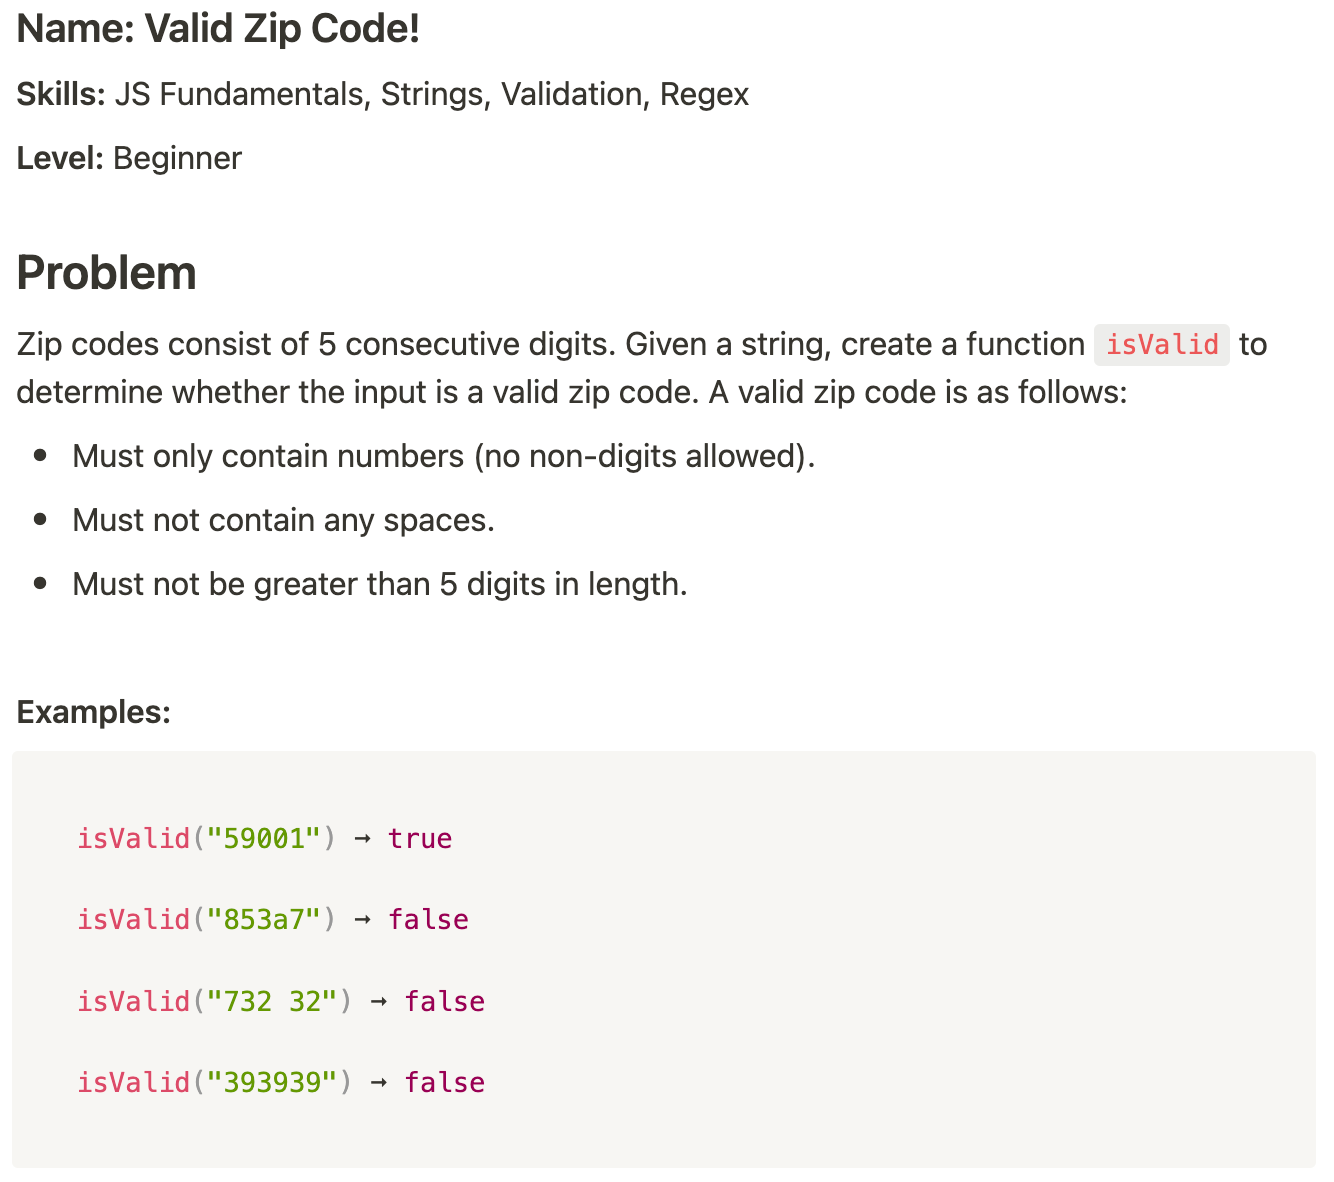 Name: Valid Zip Code!
Skills: JS Fundamentals, Strings, Validation, Regex
Level: Beginner
Problem
Zip codes consist of 5 consecutive digits. Given a string, create a function isValid to
determine whether the input is a valid zip code. A valid zip code is as follows:
• Must only contain numbers (no non-digits allowed).
• Must not contain any spaces.
• Must not be greater than 5 digits in length.
Examples:
isValid("59001") → true
isValid("853a7") → false
isValid("732 32") → false
isValid("393939") → false